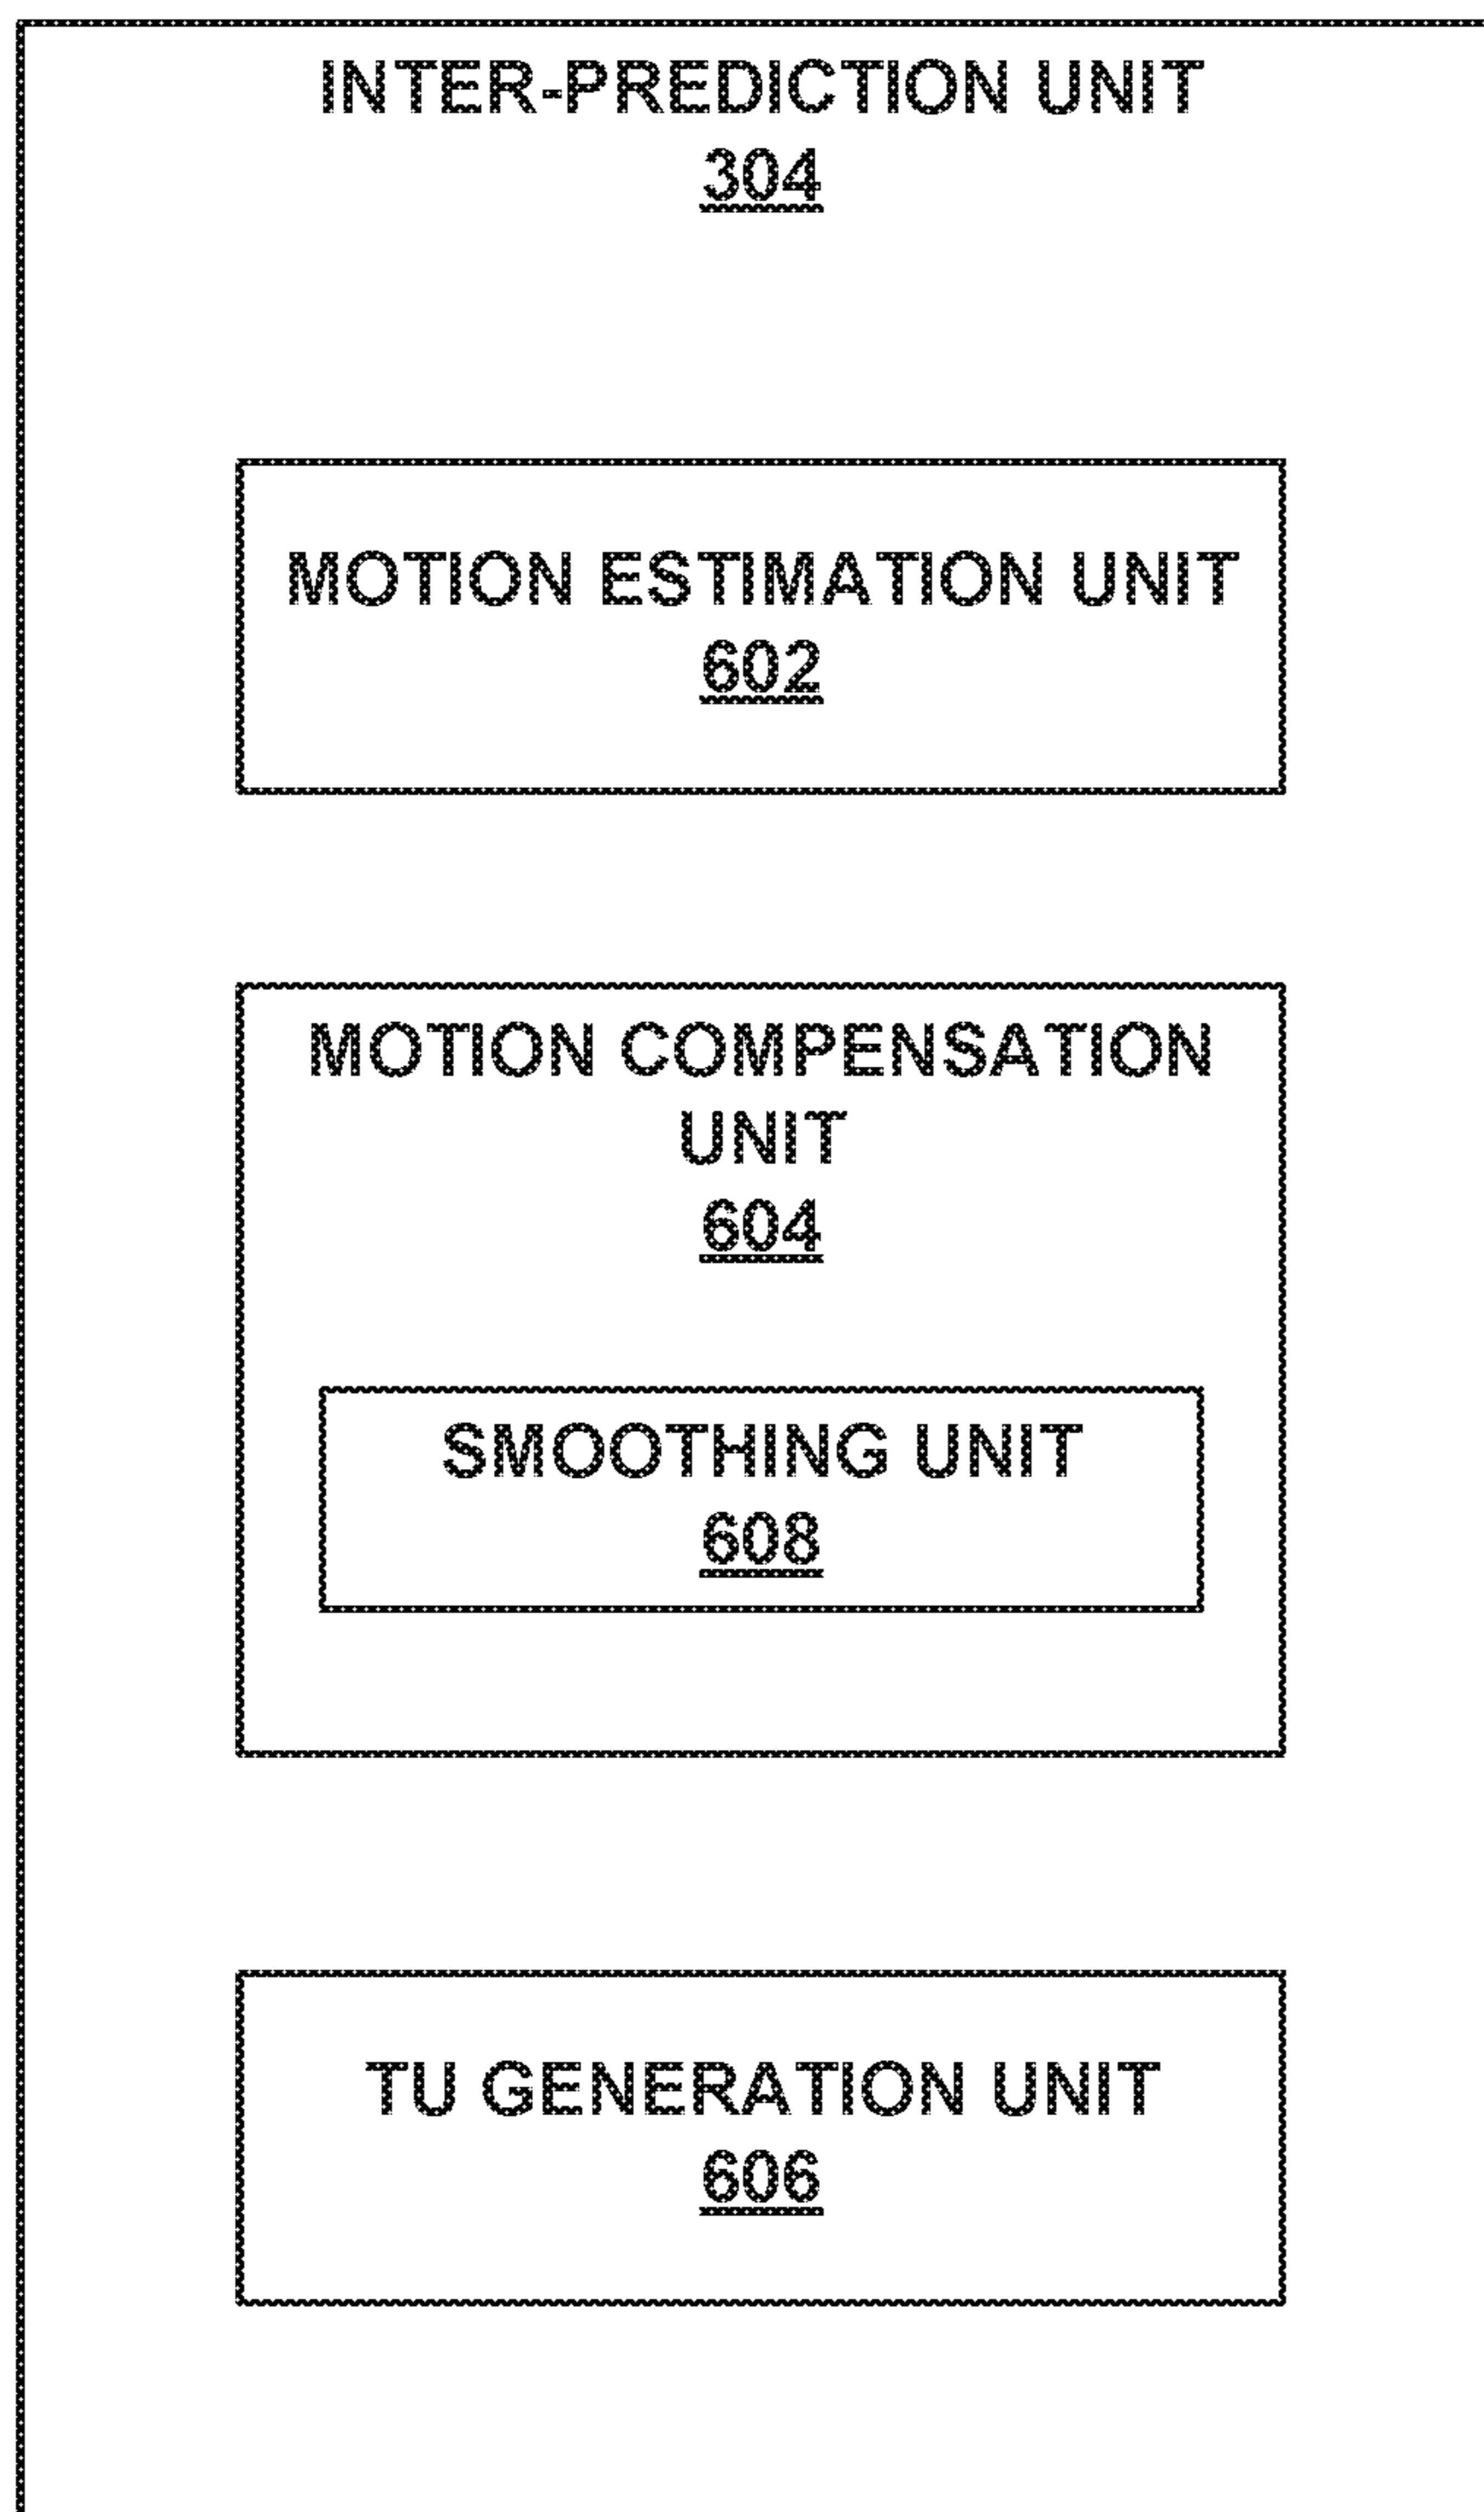 INTER-PREDICTION UNIT
304
MOTION ESTIMATION UNIT
602
MOTION COMPENSATION
UNIT
604
SMOOTHING UNIT
608
TU GENERATION UNIT
606